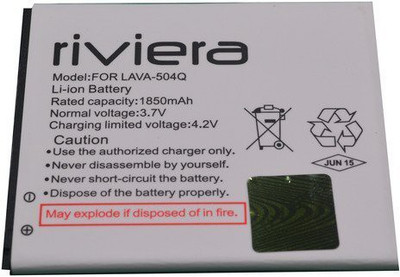 riviera
Model:FOR LAVA-504Q
Li-ion Battery
Rated capacity:1850mAh
Normal voltage:3.7V
Charging limited voltage:4.2V
Caution
• Use the authorized charger only.
• Never disassemble by yourself.
• Never short-circuit the battery.
• Dispose of the battery properly.
May explode if disposed of in fire.
JUN 15